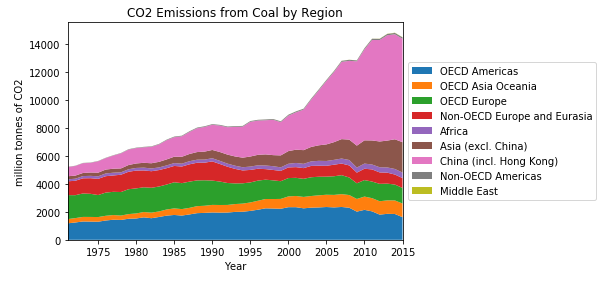 CO2 Emissions from Coal by Region
million tonnes of CO2
14000
12000
10000
8000
6000
4000
2000
0
1975
1980
1985
1990
1995
2000
2005
2010
2015
Year
OECD Americas
OECD Asia Oceania
OECD Europe
Non-OECD Europe and Eurasia
Africa
Asia (excl. China)
China (incl. Hong Kong)
Non-OECD Americas
Middle East